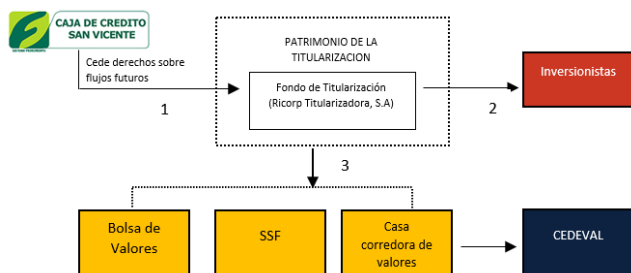 CAJA DE CREDITO
SAN VICENTE
Cede derechos sobre
flujos futuros
1
PATRIMONIO DE LA
TITULARIZACION
Fondo de Titularización
(Ricorp Titularizadora, S.A)
2
Inversionistas
3
Bolsa de
Valores
SSF
Casa
corredora de
valores
CEDEVAL